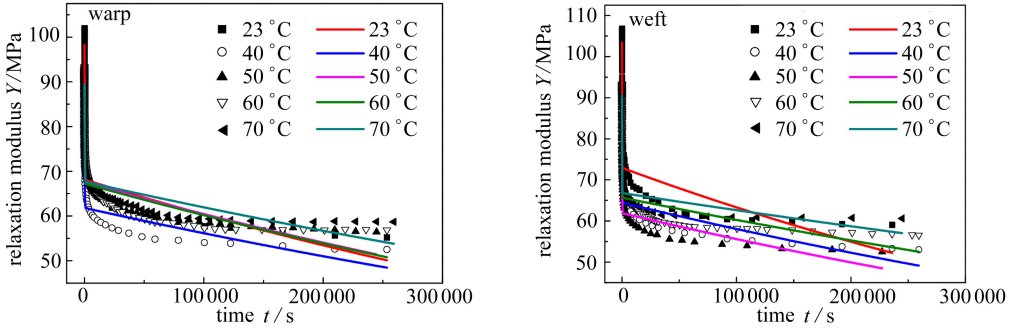 warp
relaxation modulus Y/MPa
100
90
80
70
60
50
23 °C 23 °C
40 °C 40 °C
50 °C 50 °C
60 °C 60 °C
70 °C 70 °C
0 100 000 200 000 300 000
time t / s
weft
relaxation modulus Y/MPa
110
100
90
80
70
60
50
23 °C 23 °C
40 °C 40 °C
50 °C 50 °C
60 °C 60 °C
70 °C 70 °C
0 100 000 200 000 300 000
time t / s